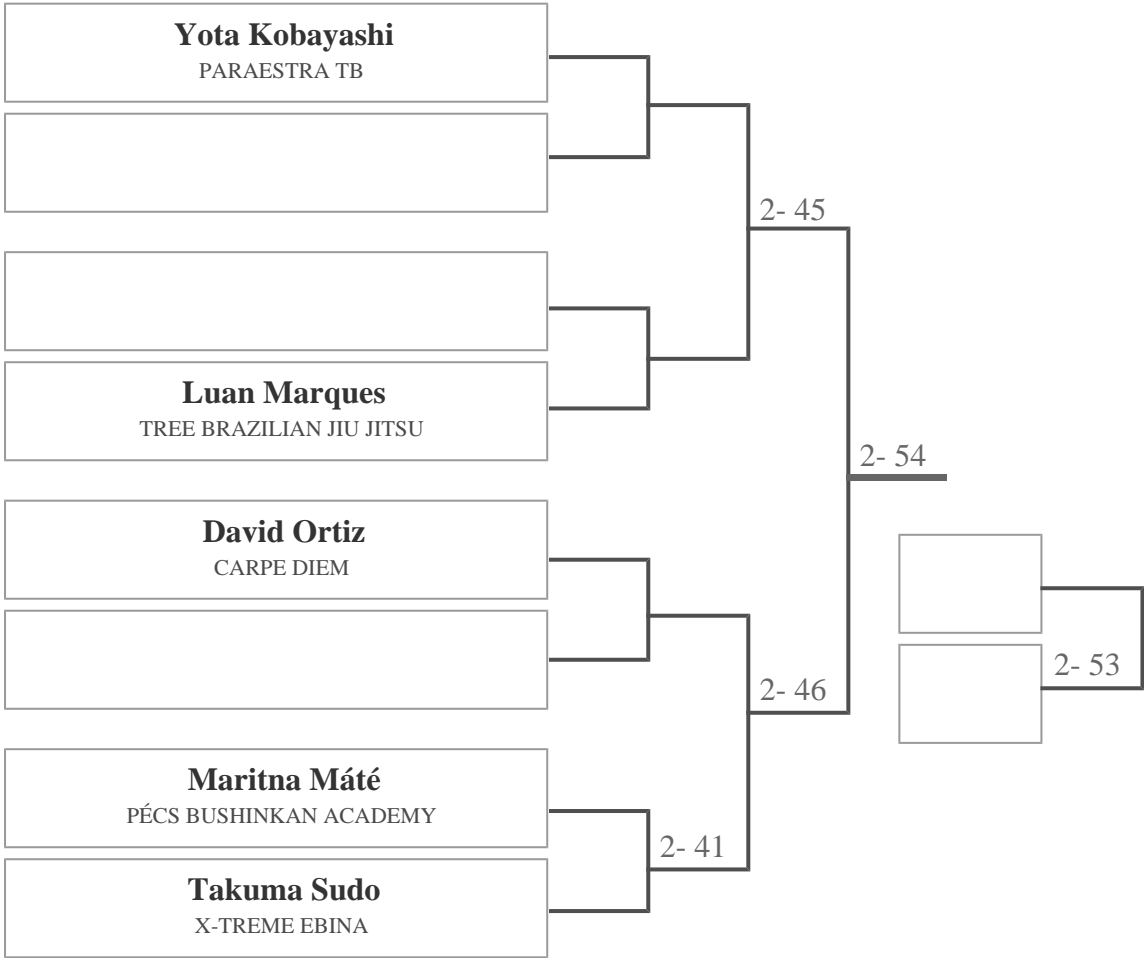 Yota Kobayashi
PARAESTRA TB
2- 45
Luan Marques
TREE BRAZILIAN JIU JITSU
2- 54
David Ortiz
CARPE DIEM
2- 53
2- 46
Maritna Máté
PÉCS BUSHINKAN ACADEMY
2- 41
Takuma Sudo
X-TREME EBINA